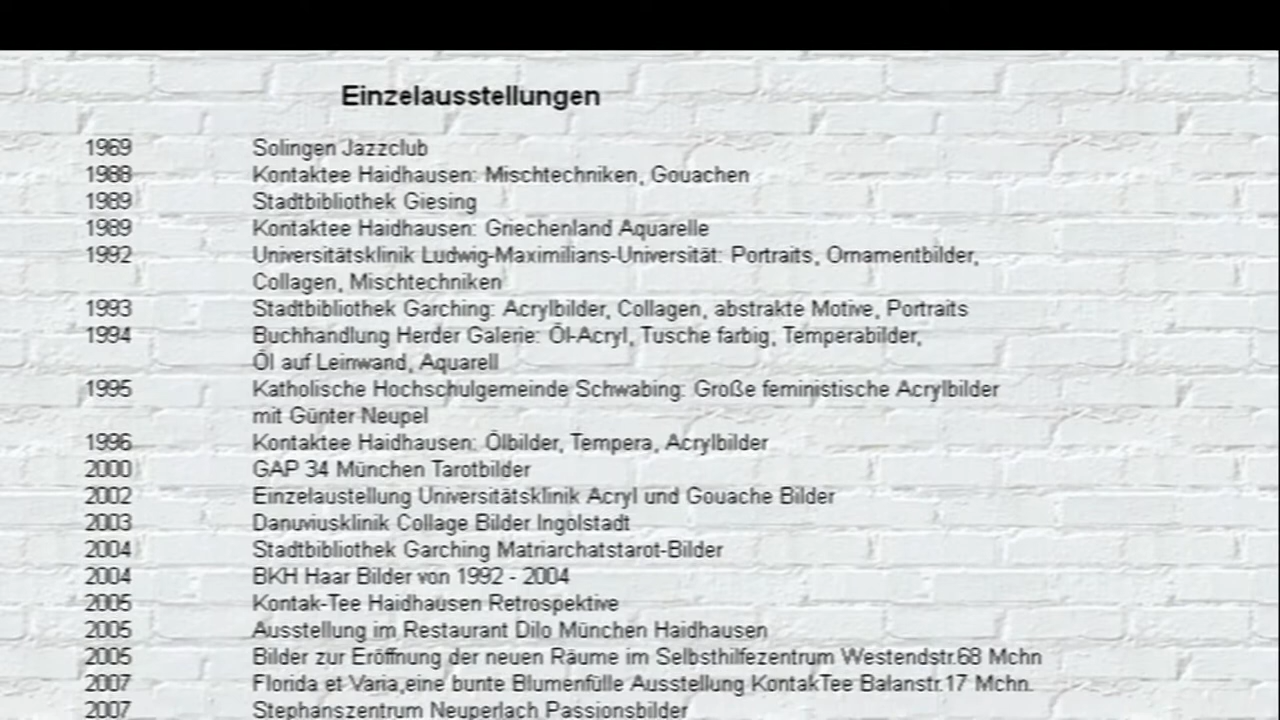 Einzelausstellungen
1969 Solingen Jazzclub
1988 Kontaktee Haidhausen: Mischtechniken, Gouachen
1989 Stadtbibliothek Giesing
1989 Kontaktee Haidhausen: Griechenland Aquarelle
1992 Universitätsklinik Ludwig-Maximilians-Universität: Portraits, Ornamentbilder,
Collagen, Mischtechniken
1993 Stadtbibliothek Garching: Acrylbilder, Collagen, abstrakte Motive, Portraits
1994 Buchhandlung Herder Galerie: Öl-Acryl, Tusche farbig, Temperabilder,
Öl auf Leinwand, Aquarell
1995 Katholische Hochschulgemeinde Schwabing: Große feministische Acrylbilder
mit Günter Neupel
1996 Kontaktee Haidhausen: Ölbilder, Tempera, Acrylbilder
2000 GAP 34 München Tarotbilder
2002 Einzelaustellung Universitätsklinik Acryl und Gouache Bilder
2003 Danuviusklinik Collage Bilder Ingolstadt
2004 Stadtbibliothek Garching Matriarchatstarot-Bilder
2004 BKH Haar Bilder von 1992 - 2004
2005 Kontak-Tee Haidhausen Retrospektive
2005 Ausstellung im Restaurant Dilo München Haidhausen
2005 Bilder zur Eröffnung der neuen Räume im Selbsthilfezentrum Westendstr.68 Mchn
2007 Florida et Varia,eine bunte Blumenfülle Ausstellung KontakTee Balanstr.17 Mchn.
2007 Stephanszentrum Neuperlach Passionsbilder